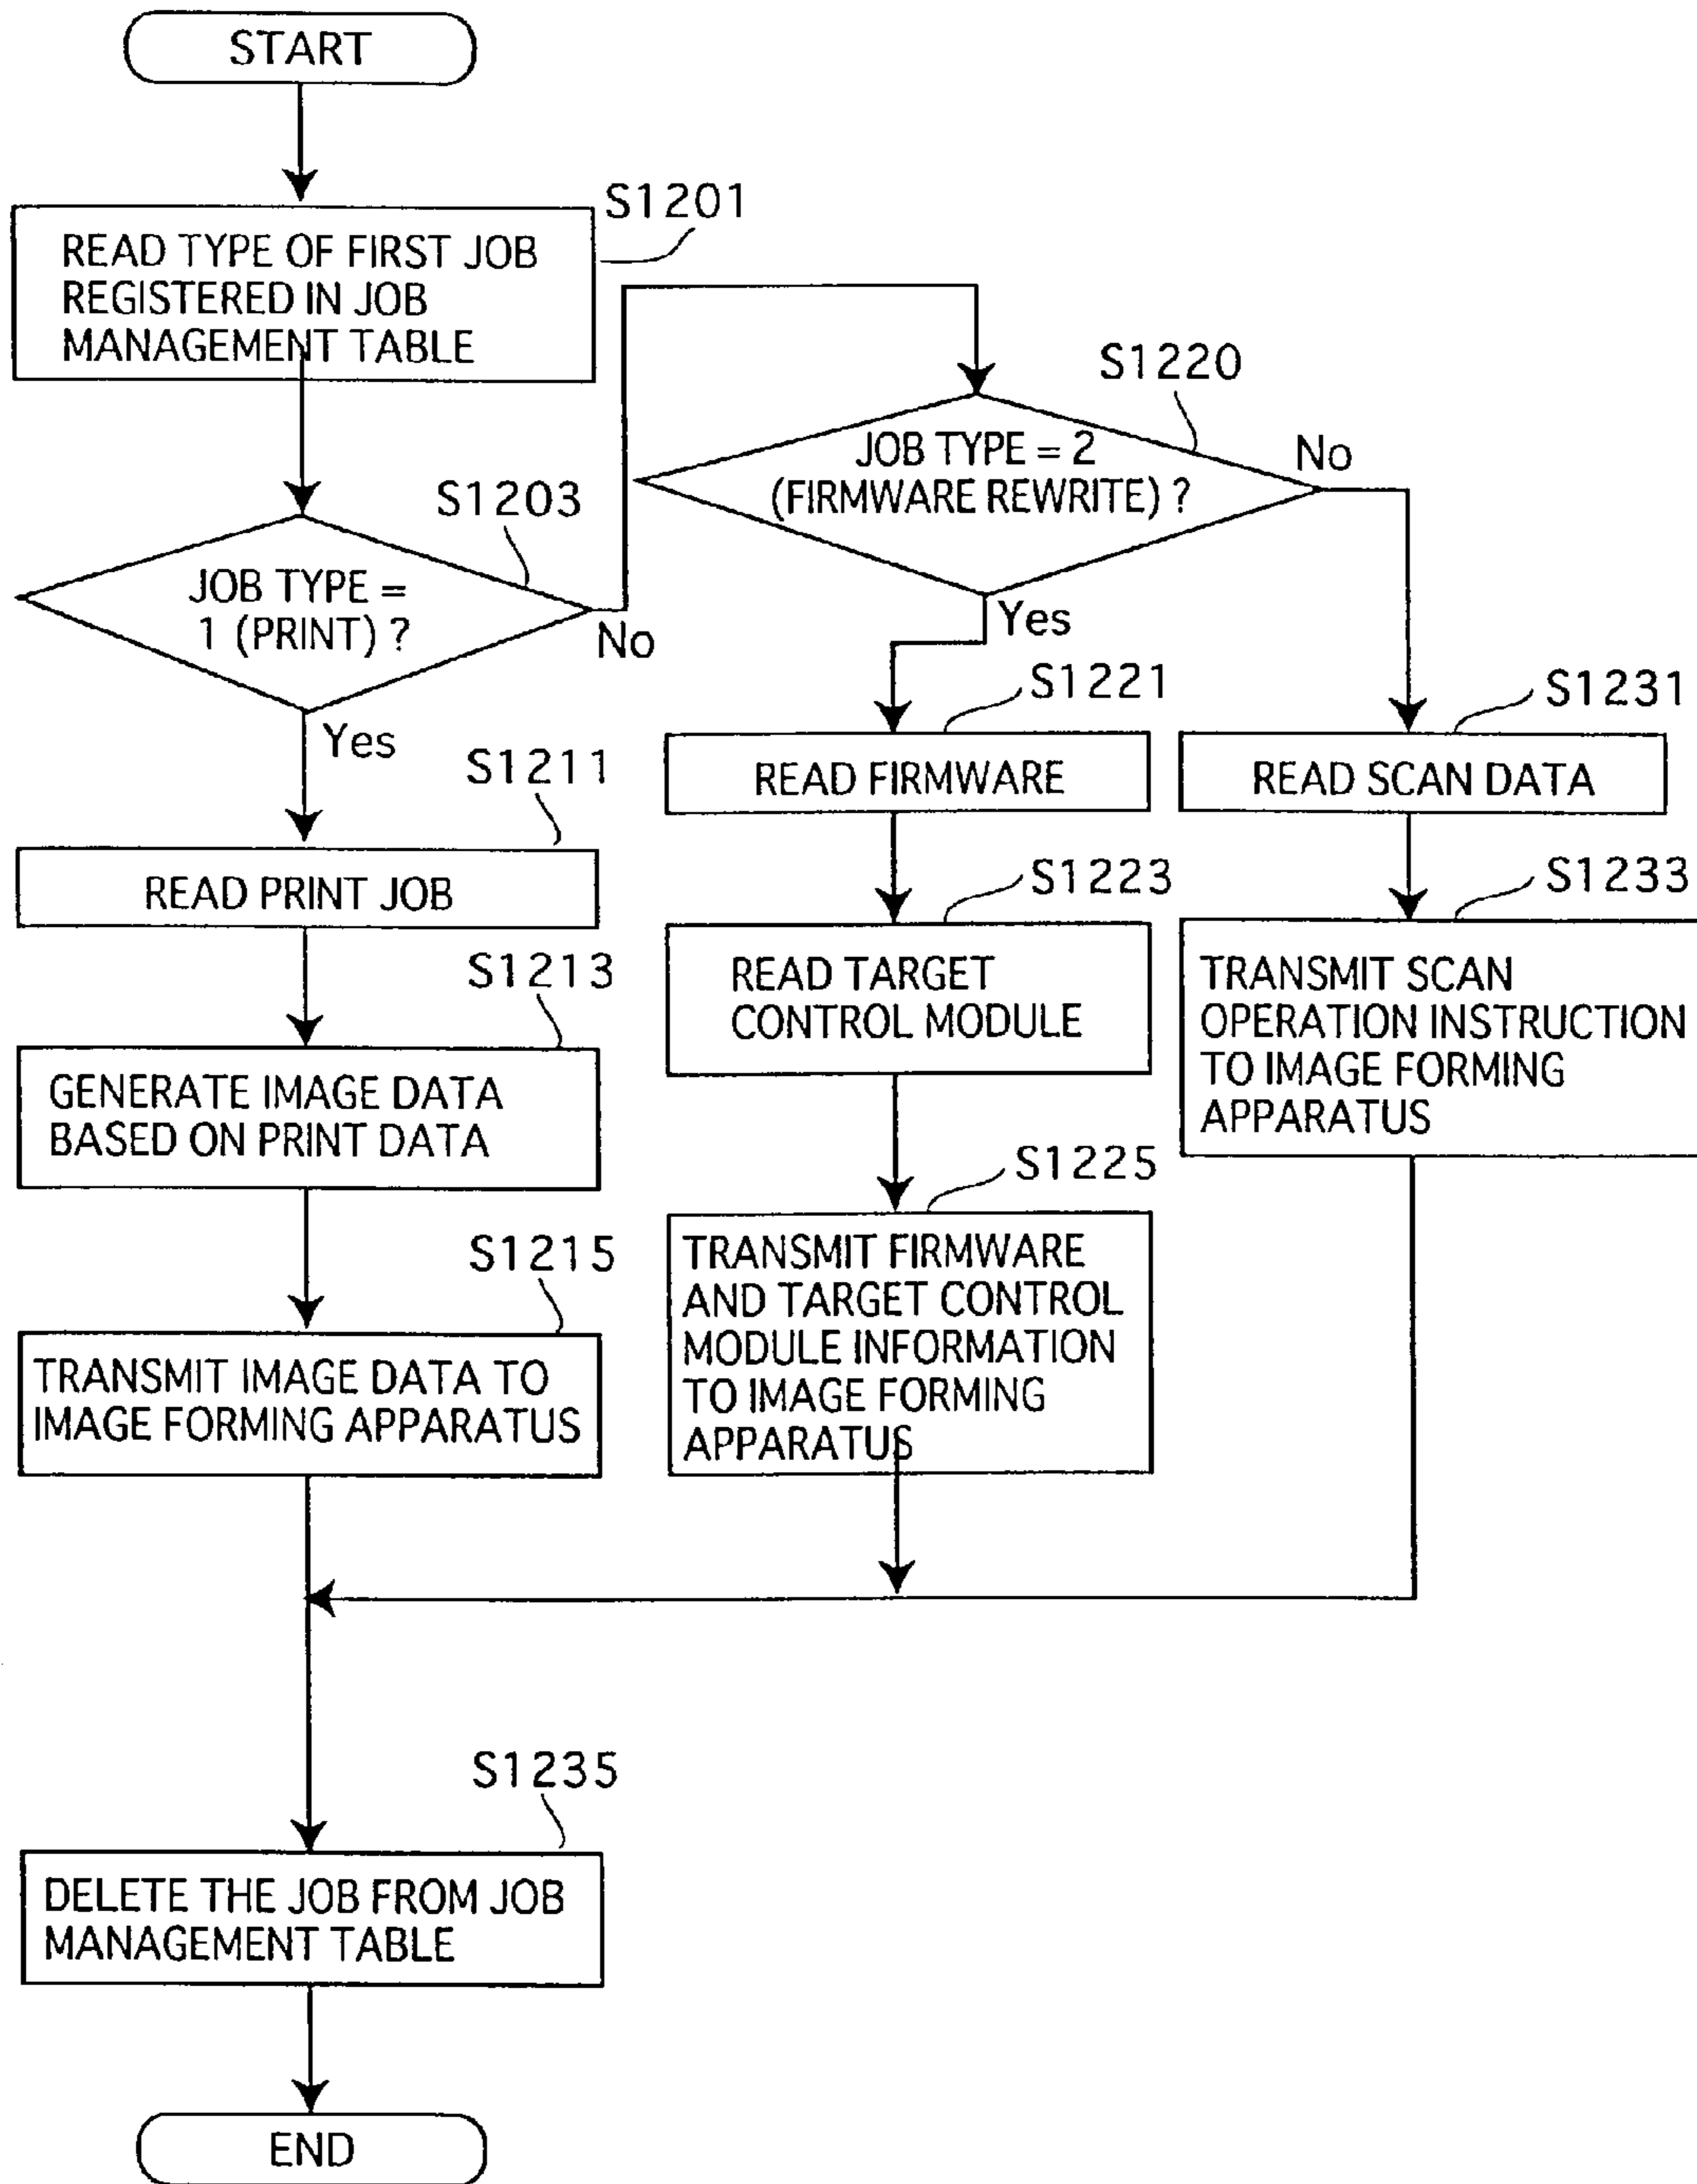 START
S1201
READ TYPE OF FIRST JOB
REGISTERED IN JOB
MANAGEMENT TABLE
S1203
JOB TYPE =
1 (PRINT) ?
No
Yes
S1220
JOB TYPE = 2
(FIRMWARE REWRITE) ?
No
Yes
S1211
READ PRINT JOB
S1213
GENERATE IMAGE DATA
BASED ON PRINT DATA
S1215
TRANSMIT IMAGE DATA TO
IMAGE FORMING APPARATUS
S1221
READ FIRMWARE
S1223
READ TARGET
CONTROL MODULE
S1225
TRANSMIT FIRMWARE
AND TARGET CONTROL
MODULE INFORMATION
TO IMAGE FORMING
APPARATUS
S1231
READ SCAN DATA
S1233
TRANSMIT SCAN
OPERATION INSTRUCTION
TO IMAGE FORMING
APPARATUS
S1235
DELETE THE JOB FROM JOB
MANAGEMENT TABLE
END